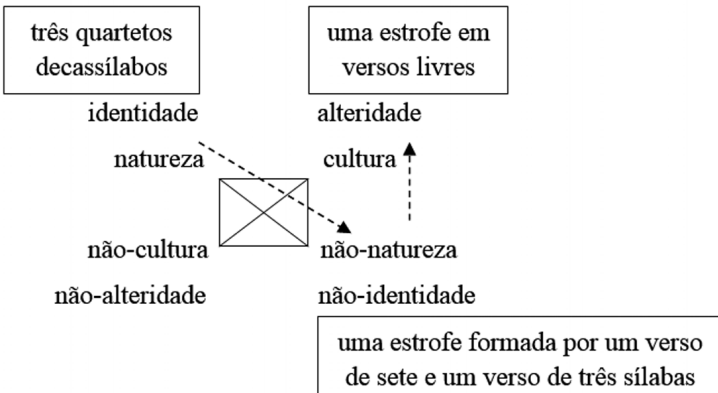 três quartetos
decassílabos
uma estrofe em
versos livres
identidade
alteridade
natureza
cultura
não-cultura
não-natureza
não-alteridade
não-identidade
uma estrofe formada por um verso
de sete e um verso de três sílabas